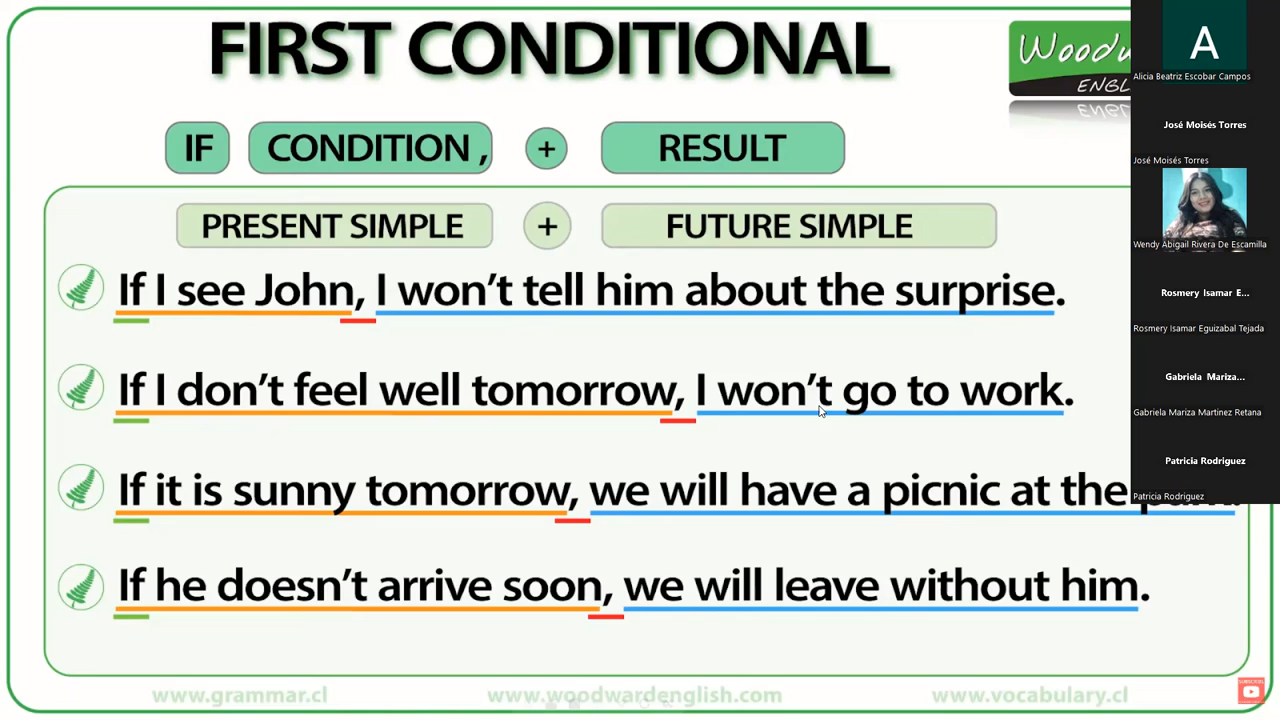 FIRST CONDITIONAL
IF CONDITION , + RESULT
PRESENT SIMPLE + FUTURE SIMPLE
If I see John, I won't tell him about the surprise.
If I don't feel well tomorrow, I won't go to work.
If it is sunny tomorrow, we will have a picnic at the
If he doesn't arrive soon, we will leave without him.
www.grammar.cl www.woodwardenglish.com www.vocabulary.cl
A
Alicia Beatriz Escobar Campos
José Moisés Torres
José Moisés Torres
Wendy Abigail Rivera De Escamilla
Rosmery Isamar E...
Rosmery Isamar Eguizabal Tejada
Gabriela Mariza...
Gabriela Mariza Martinez Retana
Patricia Rodriguez
Patricia Rodriguez
SUBSCRIBE